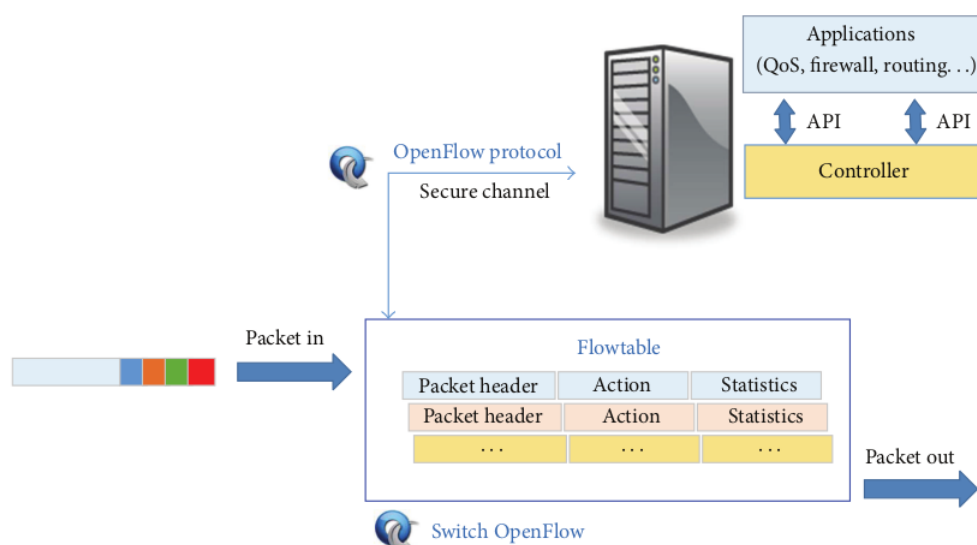 Applications
(QoS, firewall, routing. . .)
API
API
Controller
OpenFlow protocol
Secure channel
Packet in
Flowtable
Packet header
Action
Statistics
Packet header
Action
Statistics
. . .
. . .
. . .
Packet out
Switch OpenFlow